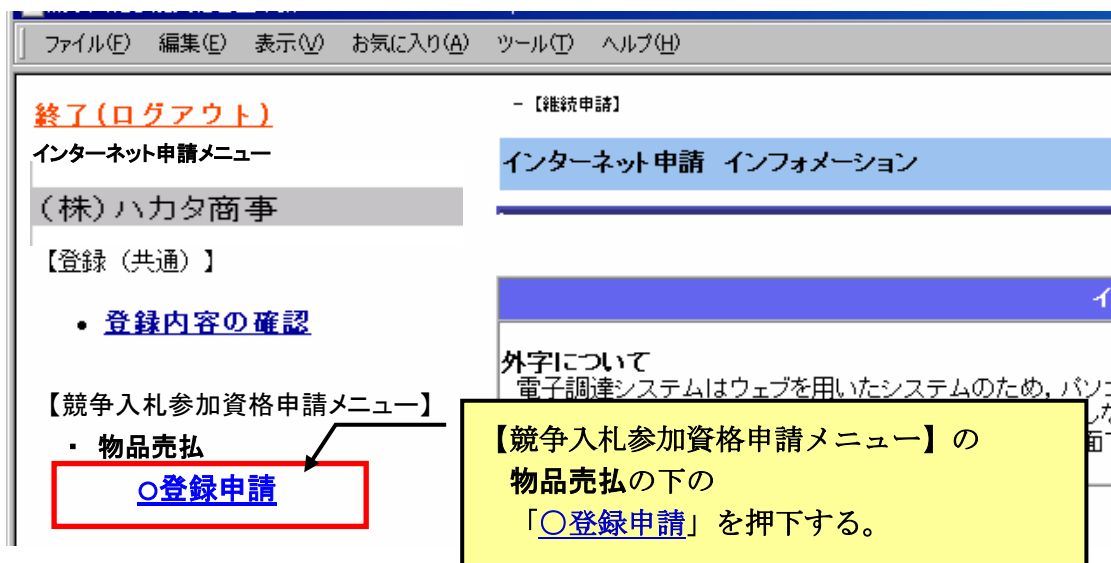 ファイル(F) 編集(E) 表示(V) お気に入り(A) ツール(T) ヘルプ(H)
終了(ログアウト)
インターネット申請メニュー
(株)ハカタ商事
【登録（共通）】
• 登録内容の確認
【競争入札参加資格申請メニュー】
・ 物品売払
○登録申請
－【継続申請】
インターネット申請 インフォメーション
イ
外字について
電子調達システムはウェブを用いたシステムのため，パソコ
【競争入札参加資格申請メニュー】の
物品売払の下の
「○登録申請」を押下する。